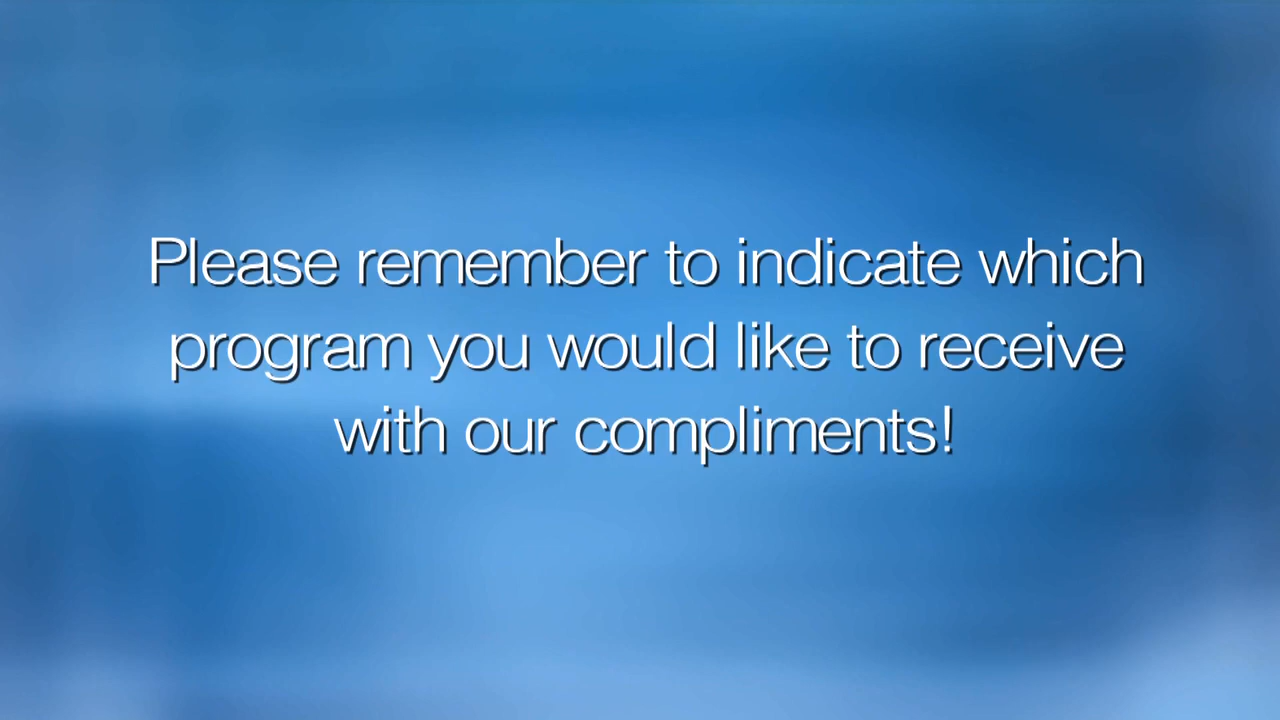 Please remember to indicate which
program you would like to receive
with our compliments!